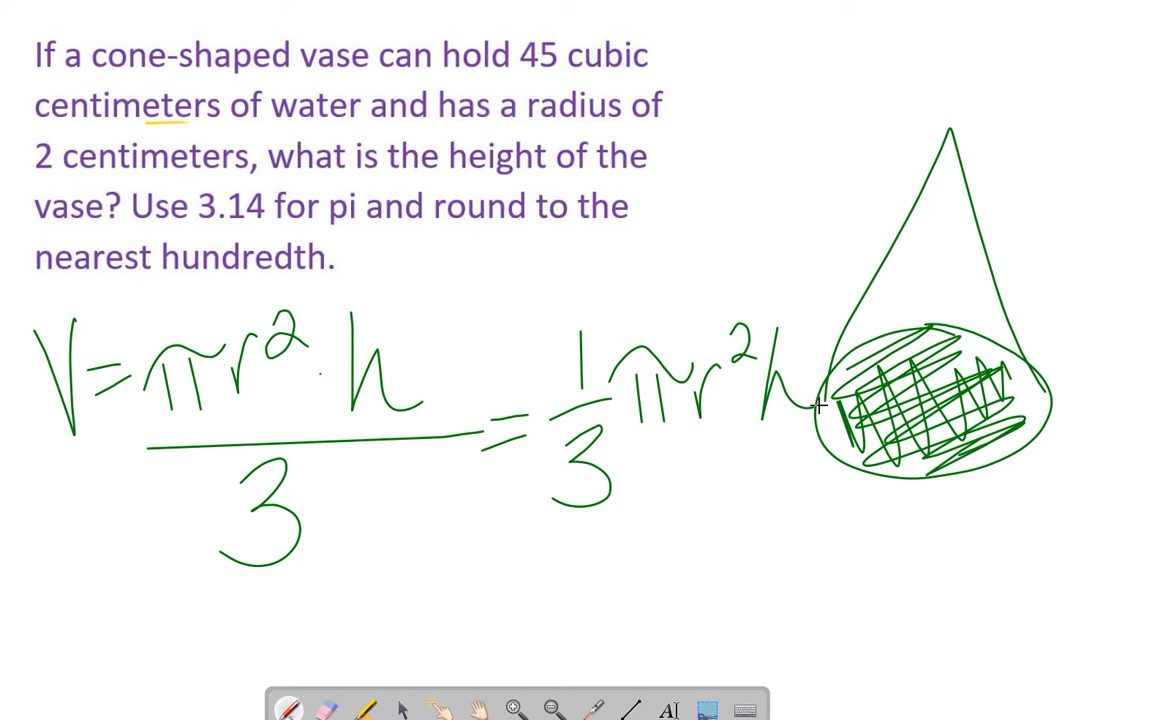 If a cone-shaped vase can hold 45 cubic
centimeters of water and has a radius of
2 centimeters, what is the height of the
vase? Use 3.14 for pi and round to the
nearest hundredth.
V = πr² · h / 3 = 1/3 πr²h
A